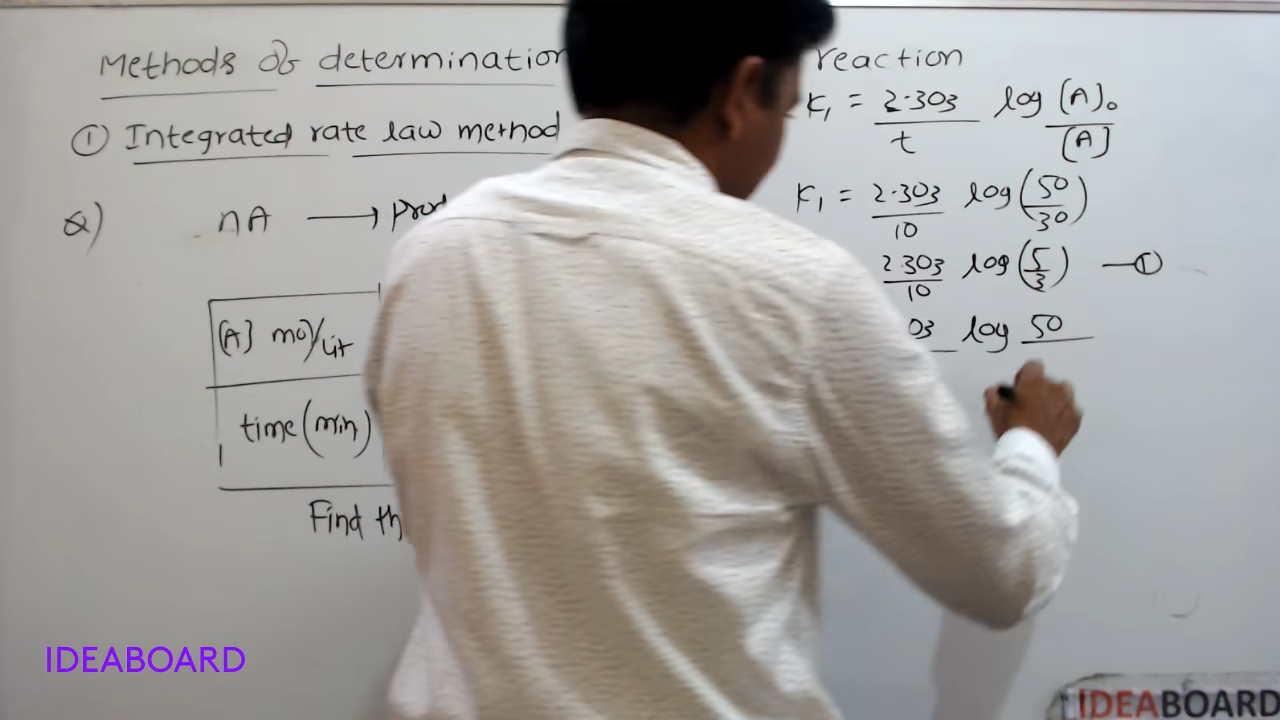 Methods of determination reaction
① Integrated rate law method
Q) nA ⟶ prod
[A] mol/Lit
time (min)
Find th
K₁ = 2.303/t log [A]₀/[A]
K₁ = 2.303/10 log (50/30)
2.303/10 log (5/3) —①
03 log 50
IDEABOARD
IDEABOARD